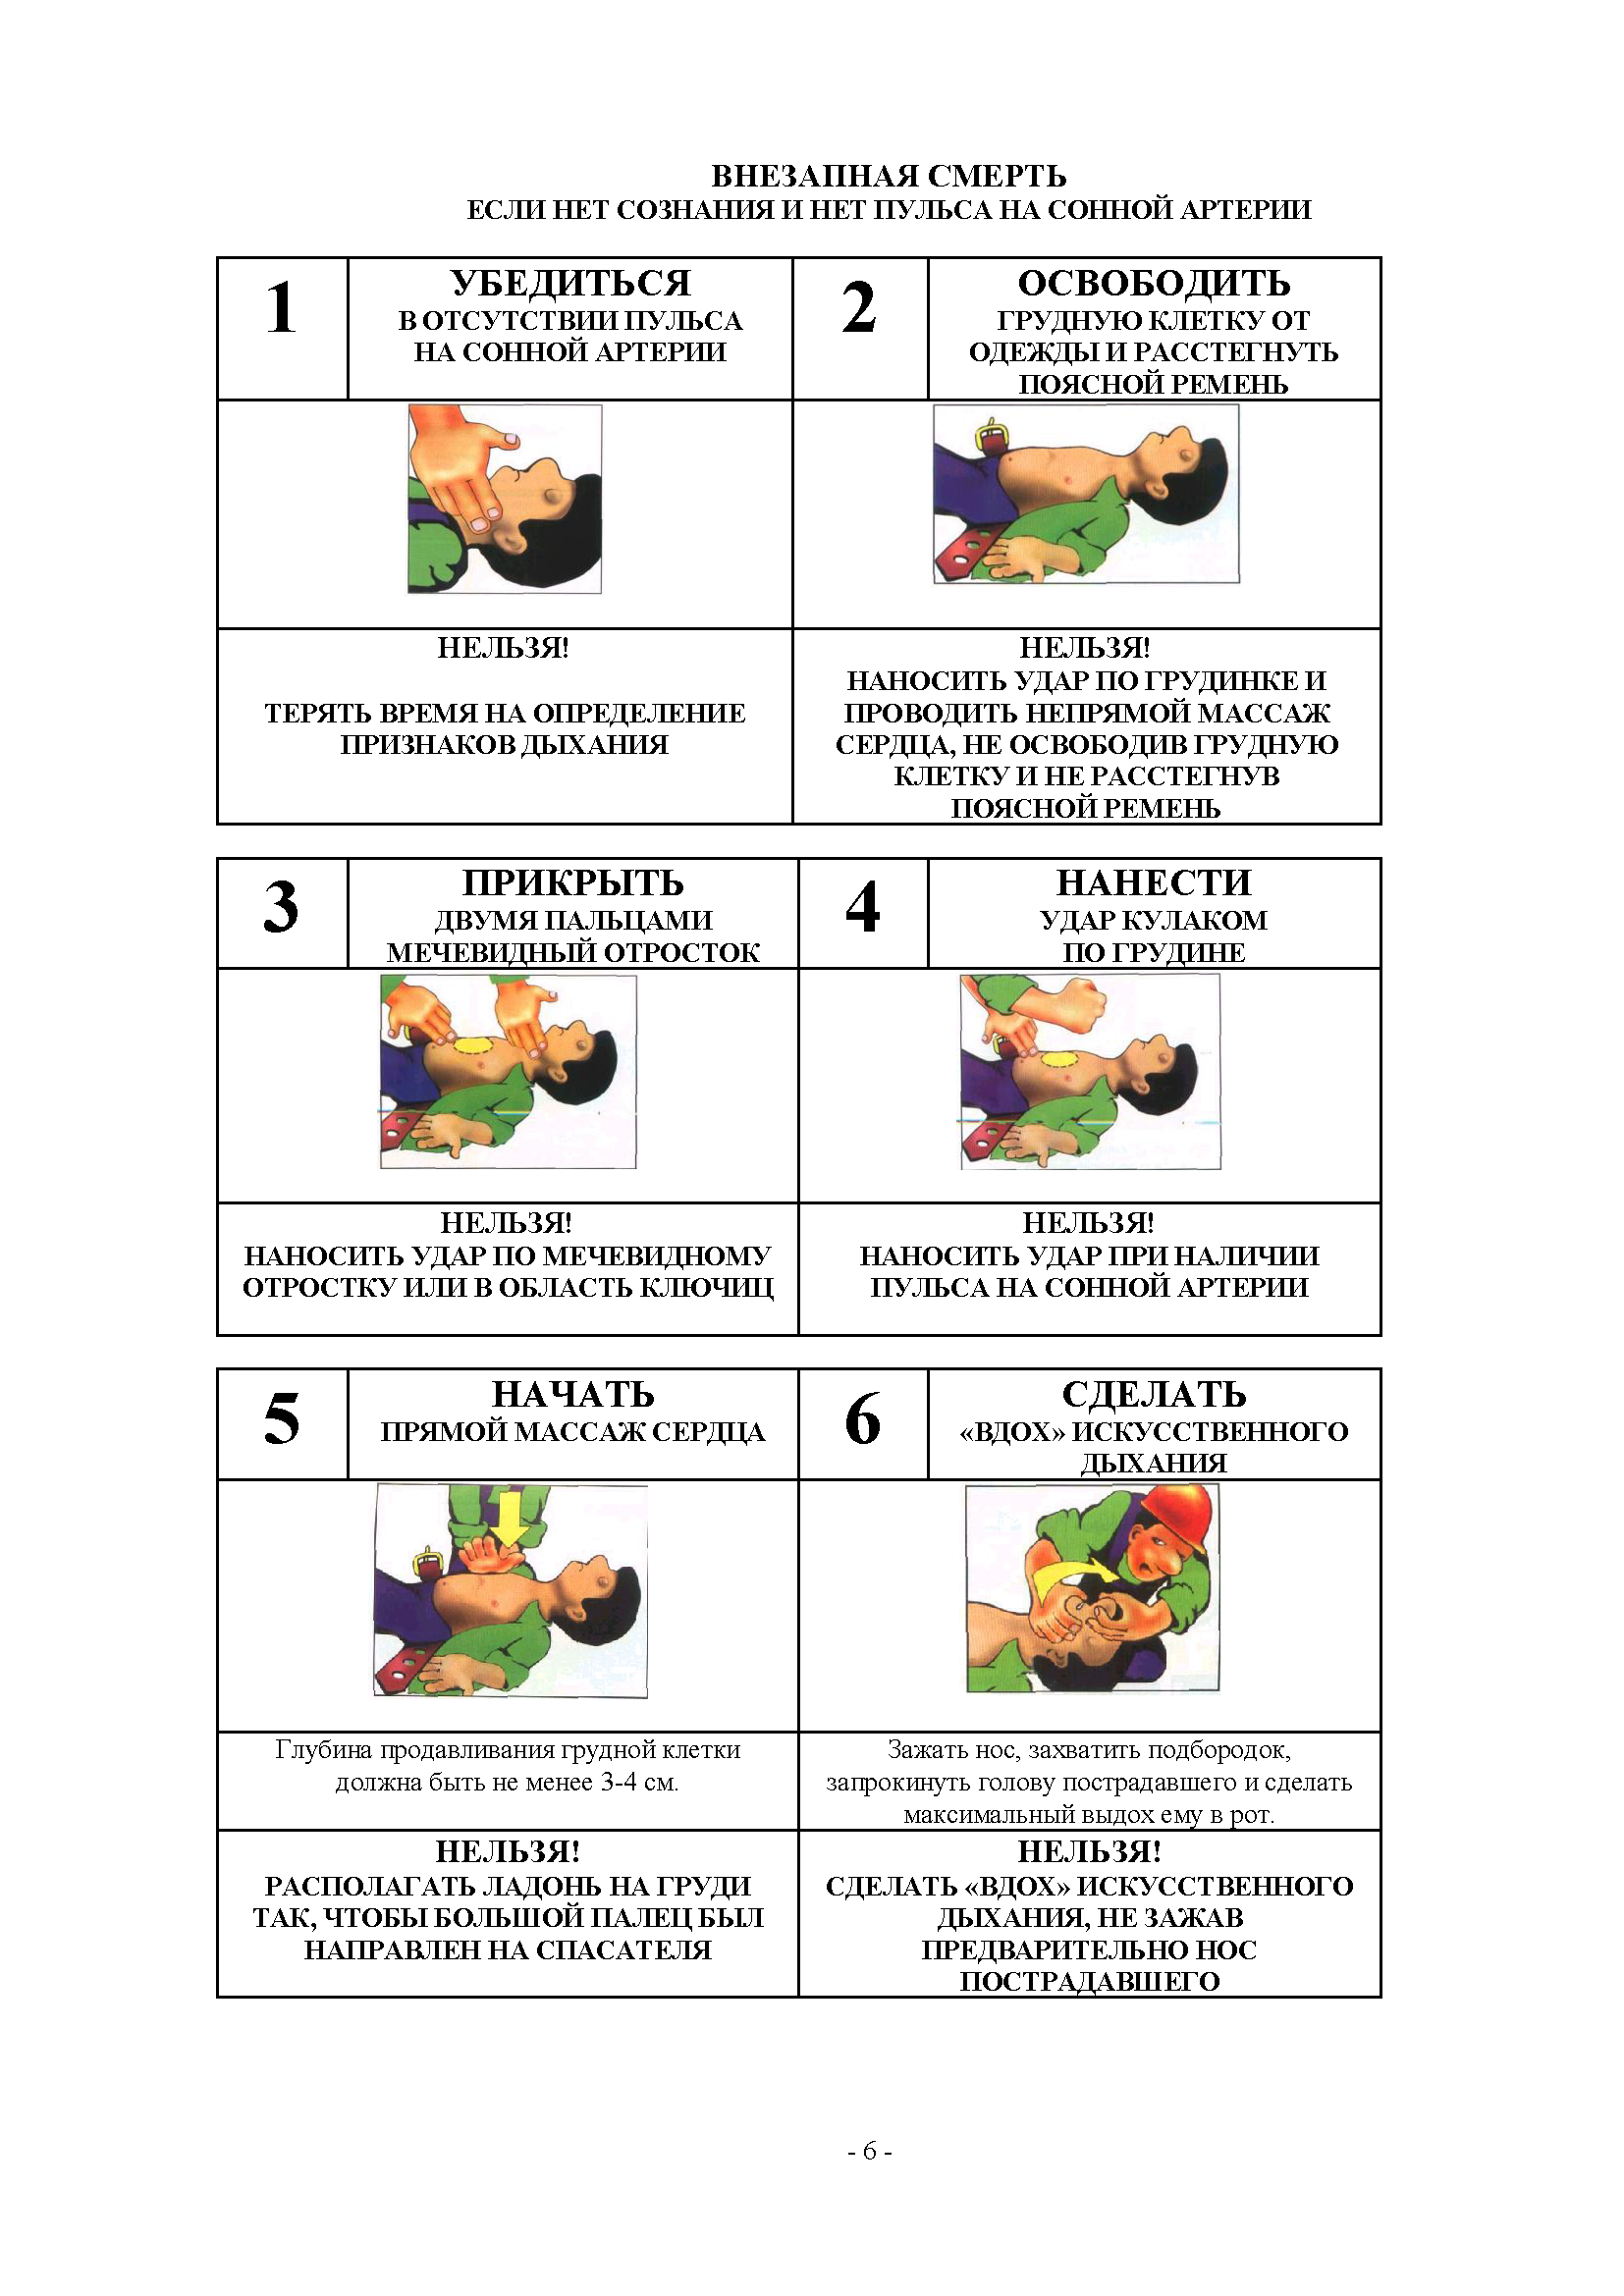 ВНЕЗАПНАЯ СМЕРТЬ
ЕСЛИ НЕТ СОЗНАНИЯ И НЕТ ПУЛЬСА НА СОННОЙ АРТЕРИИ
1
УБЕДИТЬСЯ
В ОТСУТСТВИИ ПУЛЬСА
НА СОННОЙ АРТЕРИИ
2
ОСВОБОДИТЬ
ГРУДНУЮ КЛЕТКУ ОТ
ОДЕЖДЫ И РАССТЕГНУТЬ
ПОЯСНОЙ РЕМЕНЬ
НЕЛЬЗЯ!
ТЕРЯТЬ ВРЕМЯ НА ОПРЕДЕЛЕНИЕ
ПРИЗНАКОВ ДЫХАНИЯ
НЕЛЬЗЯ!
НАНОСИТЬ УДАР ПО ГРУДИНКЕ И
ПРОВОДИТЬ НЕПРЯМОЙ МАССАЖ
СЕРДЦА, НЕ ОСВОБОДИВ ГРУДНУЮ
КЛЕТКУ И НЕ РАССТЕГНУВ
ПОЯСНОЙ РЕМЕНЬ
3
ПРИКРЫТЬ
ДВУМЯ ПАЛЬЦАМИ
МЕЧЕВИДНЫЙ ОТРОСТОК
4
НАНЕСТИ
УДАР КУЛАКОМ
ПО ГРУДИНЕ
НЕЛЬЗЯ!
НАНОСИТЬ УДАР ПО МЕЧЕВИДНОМУ
ОТРОСТКУ ИЛИ В ОБЛАСТЬ КЛЮЧИЦ
НЕЛЬЗЯ!
НАНОСИТЬ УДАР ПРИ НАЛИЧИИ
ПУЛЬСА НА СОННОЙ АРТЕРИИ
5
НАЧАТЬ
ПРЯМОЙ МАССАЖ СЕРДЦА
6
СДЕЛАТЬ
«ВДОХ» ИСКУССТВЕННОГО
ДЫХАНИЯ
Глубина продавливания грудной клетки
должна быть не менее 3-4 см.
Зажать нос, захватить подбородок,
запрокинуть голову пострадавшего и сделать
максимальный выдох ему в рот.
НЕЛЬЗЯ!
РАСПОЛАГАТЬ ЛАДОНЬ НА ГРУДИ
ТАК, ЧТОБЫ БОЛЬШОЙ ПАЛЕЦ БЫЛ
НАПРАВЛЕН НА СПАСАТЕЛЯ
НЕЛЬЗЯ!
СДЕЛАТЬ «ВДОХ» ИСКУССТВЕННОГО
ДЫХАНИЯ, НЕ ЗАЖАВ
ПРЕДВАРИТЕЛЬНО НОС
ПОСТРАДАВШЕГО
- 6 -